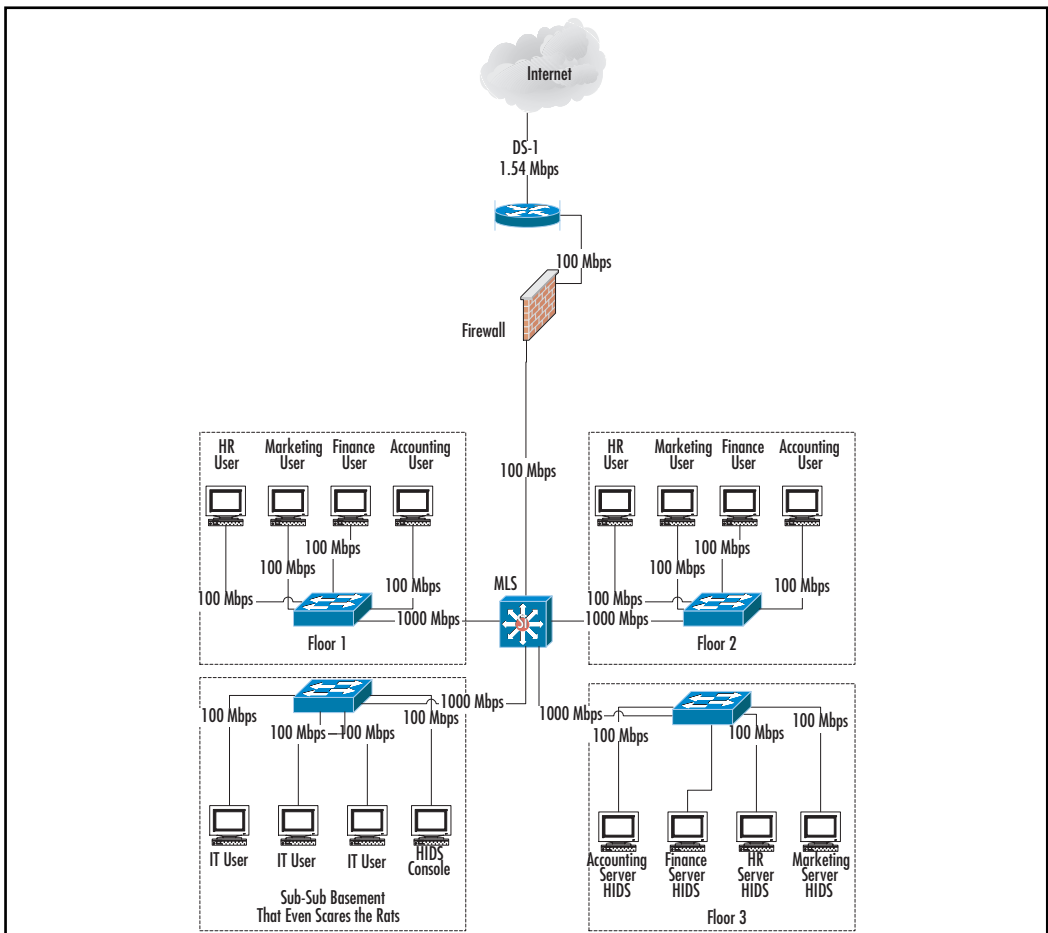 Internet
DS-1
1.54 Mbps
100 Mbps
Firewall
100 Mbps
HR
User
Marketing
User
Finance
User
Accounting
User
100 Mbps
100 Mbps
100 Mbps
100 Mbps
1000 Mbps
Floor 1
MLS
SI
HR
User
Marketing
User
Finance
User
Accounting
User
100 Mbps
100 Mbps
100 Mbps
100 Mbps
1000 Mbps
Floor 2
1000 Mbps
100 Mbps
100 Mbps
100 Mbps
100 Mbps
IT User
IT User
IT User
HIDS
Console
Sub-Sub Basement
That Even Scares the Rats
1000 Mbps
100 Mbps
100 Mbps
100 Mbps
Accounting
Server
HIDS
Finance
Server
HIDS
HR
Server
HIDS
Marketing
Server
HIDS
Floor 3